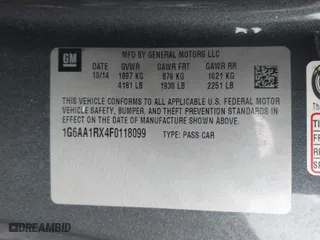 GM
MFD BY GENERAL MOTORS LLC
DATE GVWR GAWR FRT GAWR RR
10/14 1897 KG 876 KG 1021 KG
4181 LB 1930 LB 2251 LB
THIS VEHICLE CONFORMS TO ALL APPLICABLE U.S. FEDERAL MOTOR
VEHICLE SAFETY, BUMPER, AND THEFT PREVENTION STANDARDS
IN EFFECT ON THE DATE OF MANUFACTURE SHOWN ABOVE.
1G6AA1RX4F0118099 TYPE: PASS CAR
DREAMBID